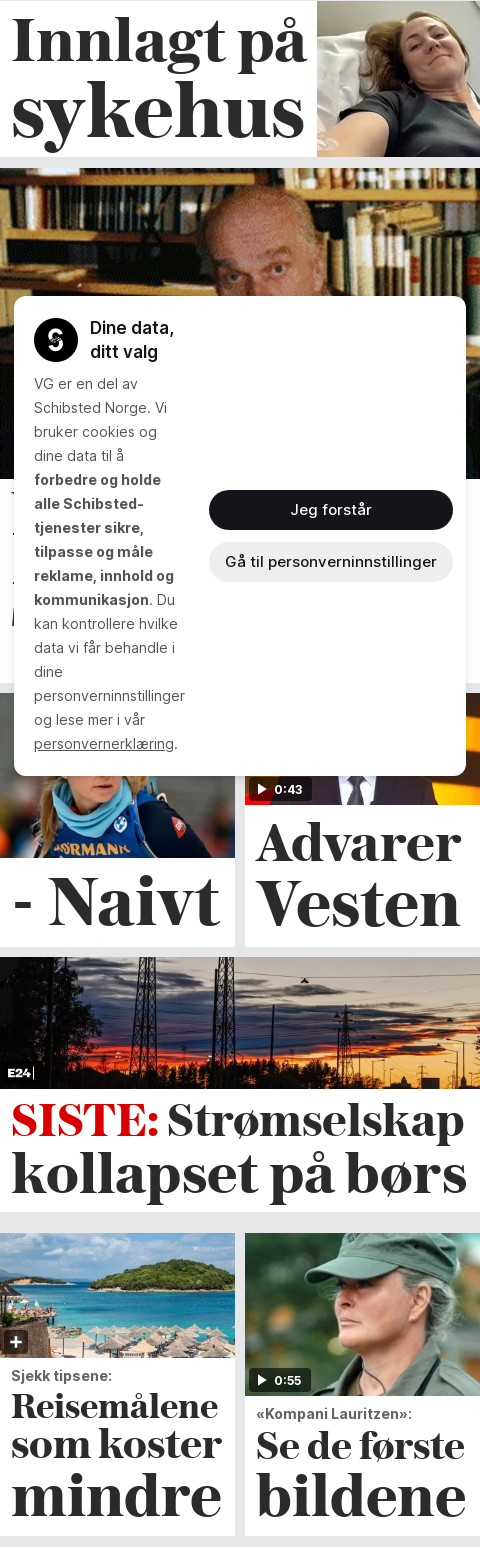 Innlagt på
sykehus
Dine data,
ditt valg
VG er en del av
Schibsted Norge. Vi
bruker cookies og
dine data til å
forbedre og holde
alle Schibsted-
tjenester sikre,
tilpasse og måle
reklame, innhold og
kommunikasjon. Du
kan kontrollere hvilke
data vi får behandle i
dine
personverninnstillinger
og lese mer i vår
personvernerklæring.
Jeg forstår
Gå til personverninnstillinger
0:43
- Naivt
Advarer
Vesten
E24
SISTE: Strømselskap
kollapset på børs
Sjekk tipsene:
Reisemålene
som koster
mindre
0:55
«Kompani Lauritzen»:
Se de første
bildene